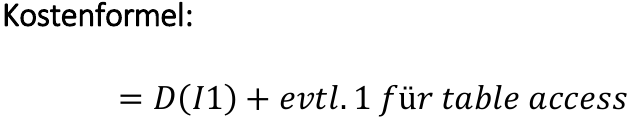 Kostenformel:
= D(I1) + evtl. 1 für table access